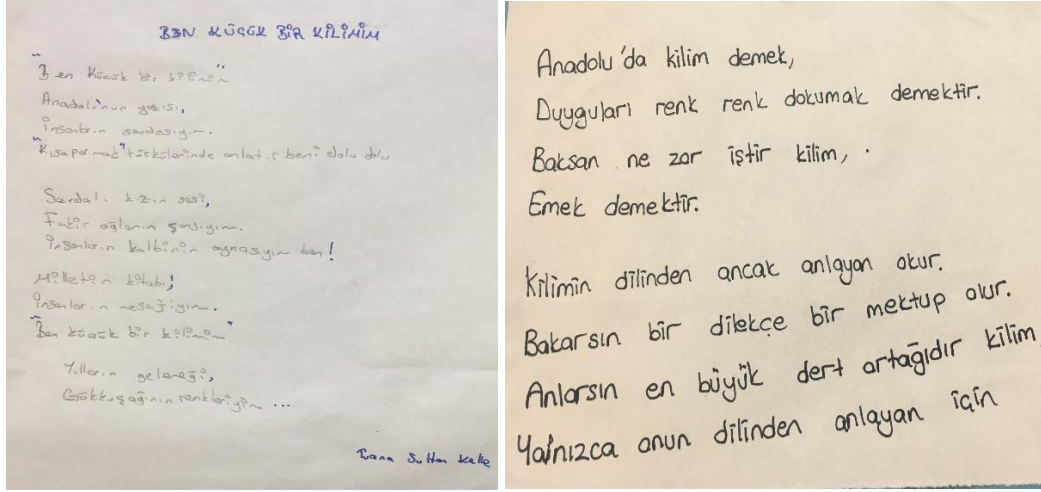 BEN KÜÇÜK BİR KİLİMİM
"Ben Küçük bir kilimim"
Anadolu'nun yazısı,
İnsanların sevdasıyım.
"Kısaparmak" türkülerinde anlatır beni dolu dolu
Sevdalı kızın sesi,
Fakir oğlanın şansıyım.
İnsanların kalbinin aynasıyım ben!
Milletin kitabı;
İnsanların mesajıyım.
"Ben küçük bir kilimim"
Yılların geleneği,
Gökkuşağının renkleriyim ...
Sultan
Anadolu'da kilim demek,
Duyguları renk renk dokumak demektir.
Baksan ne zor iştir kilim,
Emek demektir.
Kilimin dilinden ancak anlayan okur.
Bakarsın bir dilekçe bir mektup olur.
Anlarsın en büyük dert ortağıdır kilim
Yalnızca onun dilinden anlayan için